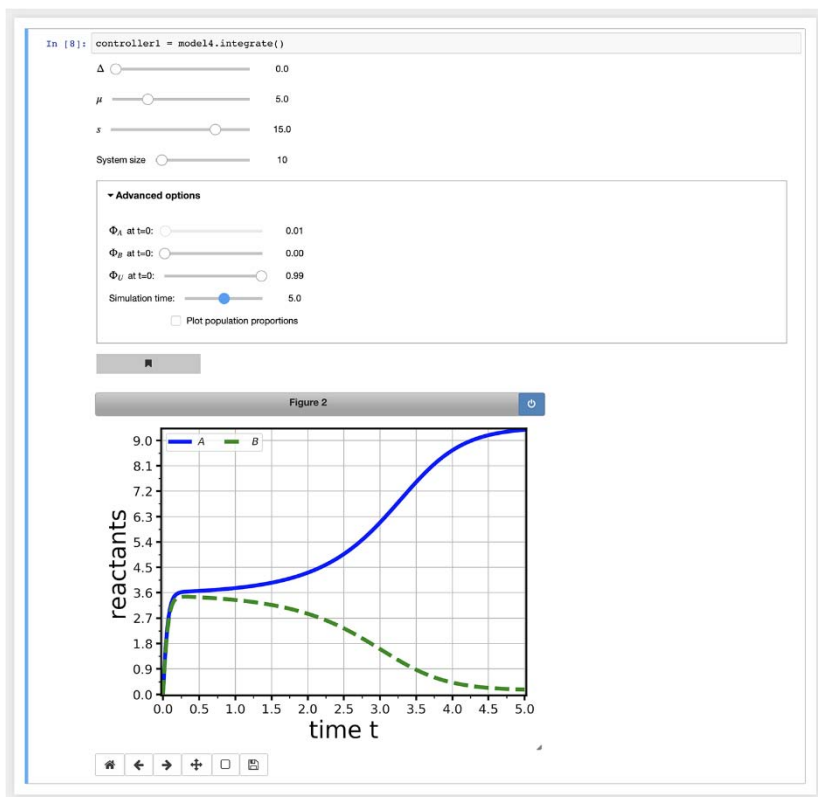 In [8]: controller1 = model4.integrate()
Δ 0.0
μ 5.0
s 15.0
System size 10
Advanced options
ΦA at t=0: 0.01
ΦB at t=0: 0.00
ΦU at t=0: 0.99
Simulation time: 5.0
Plot population proportions
Figure 2
A B
9.0
8.1
7.2
6.3
5.4
4.5
3.6
2.7
1.8
0.9
0.0
reactants
0.0 0.5 1.0 1.5 2.0 2.5 3.0 3.5 4.0 4.5 5.0
time t